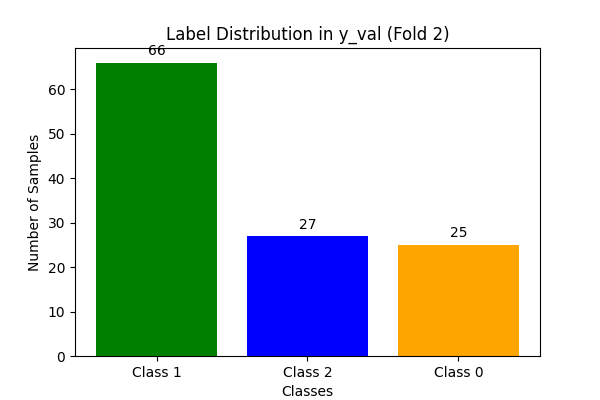 Label Distribution in y_val (Fold 2)
66
27
25
Number of Samples
60
50
40
30
20
10
0
Class 1
Class 2
Class 0
Classes